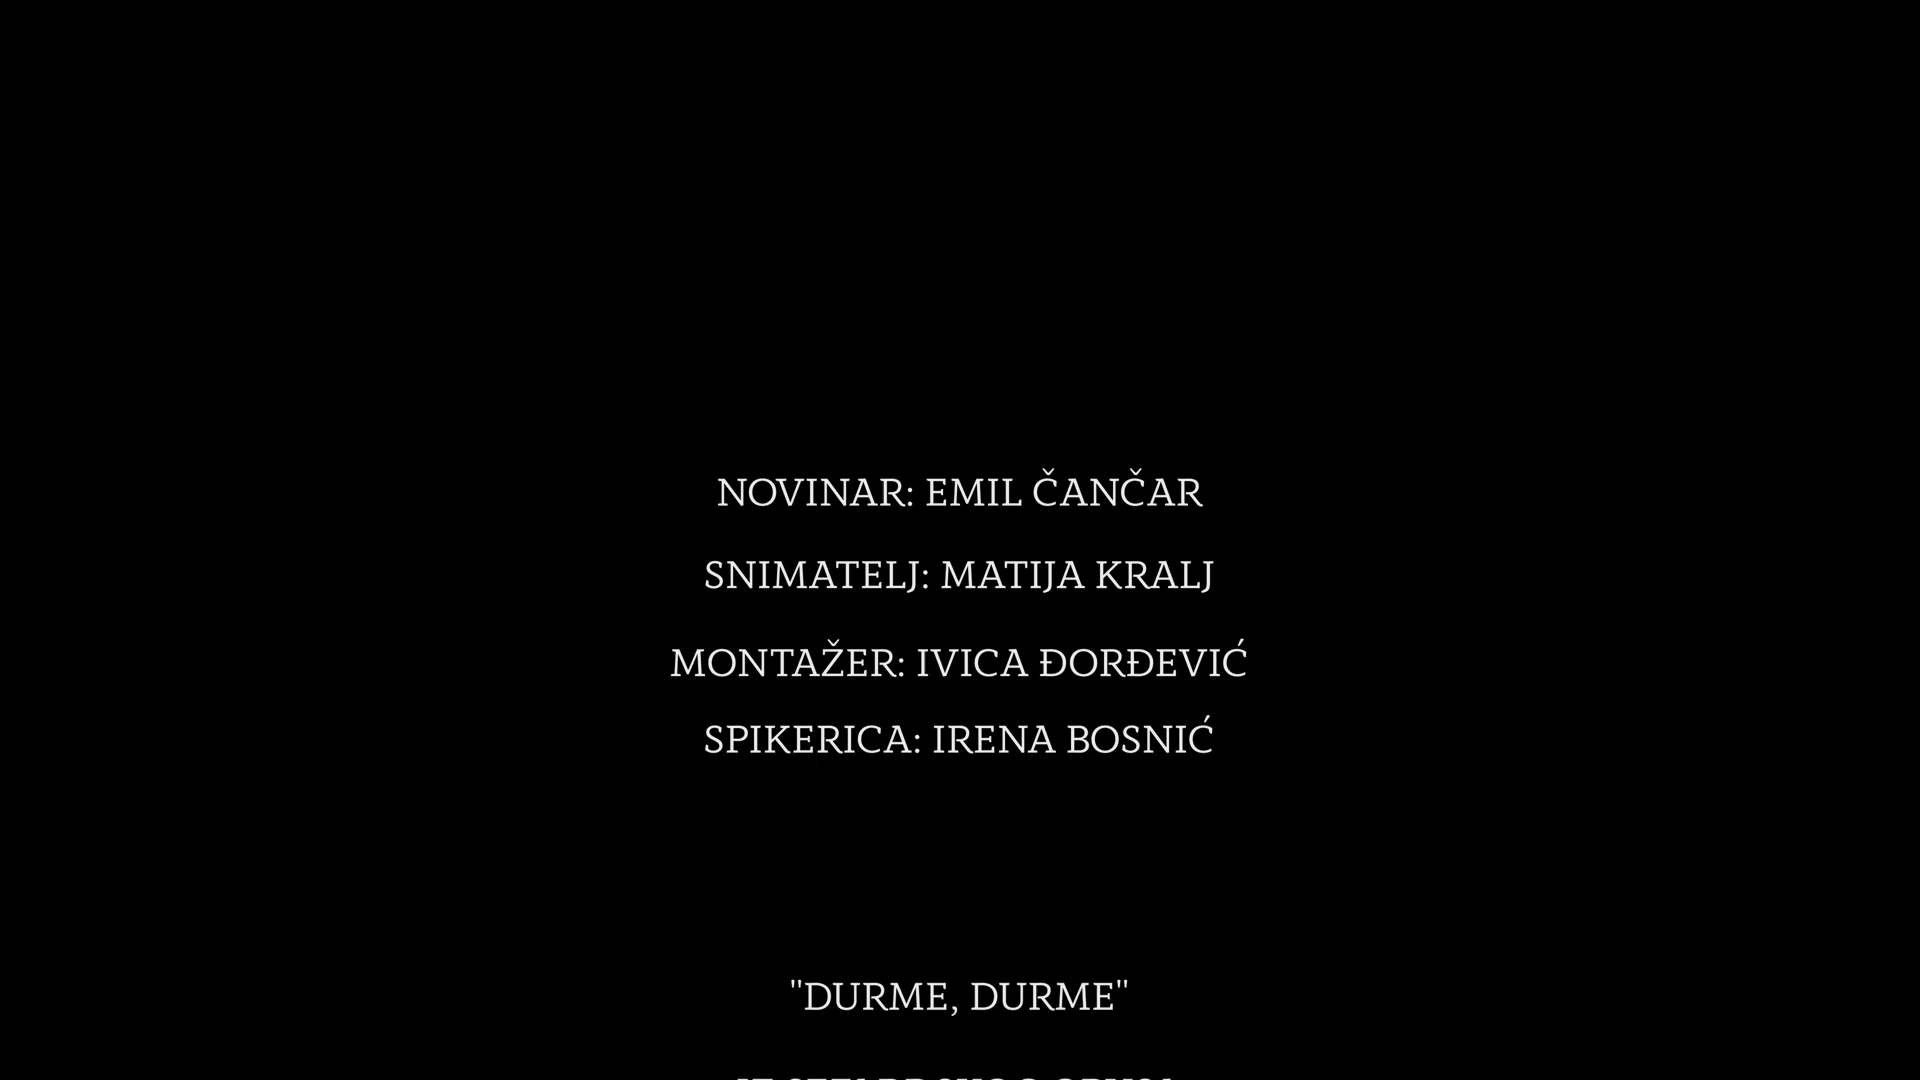 NOVINAR: EMIL ČANČAR
SNIMATELJ: MATIJA KRALJ
MONTAŽER: IVICA ĐORĐEVIĆ
SPIKERICA: IRENA BOSNIĆ
"DURME, DURME"